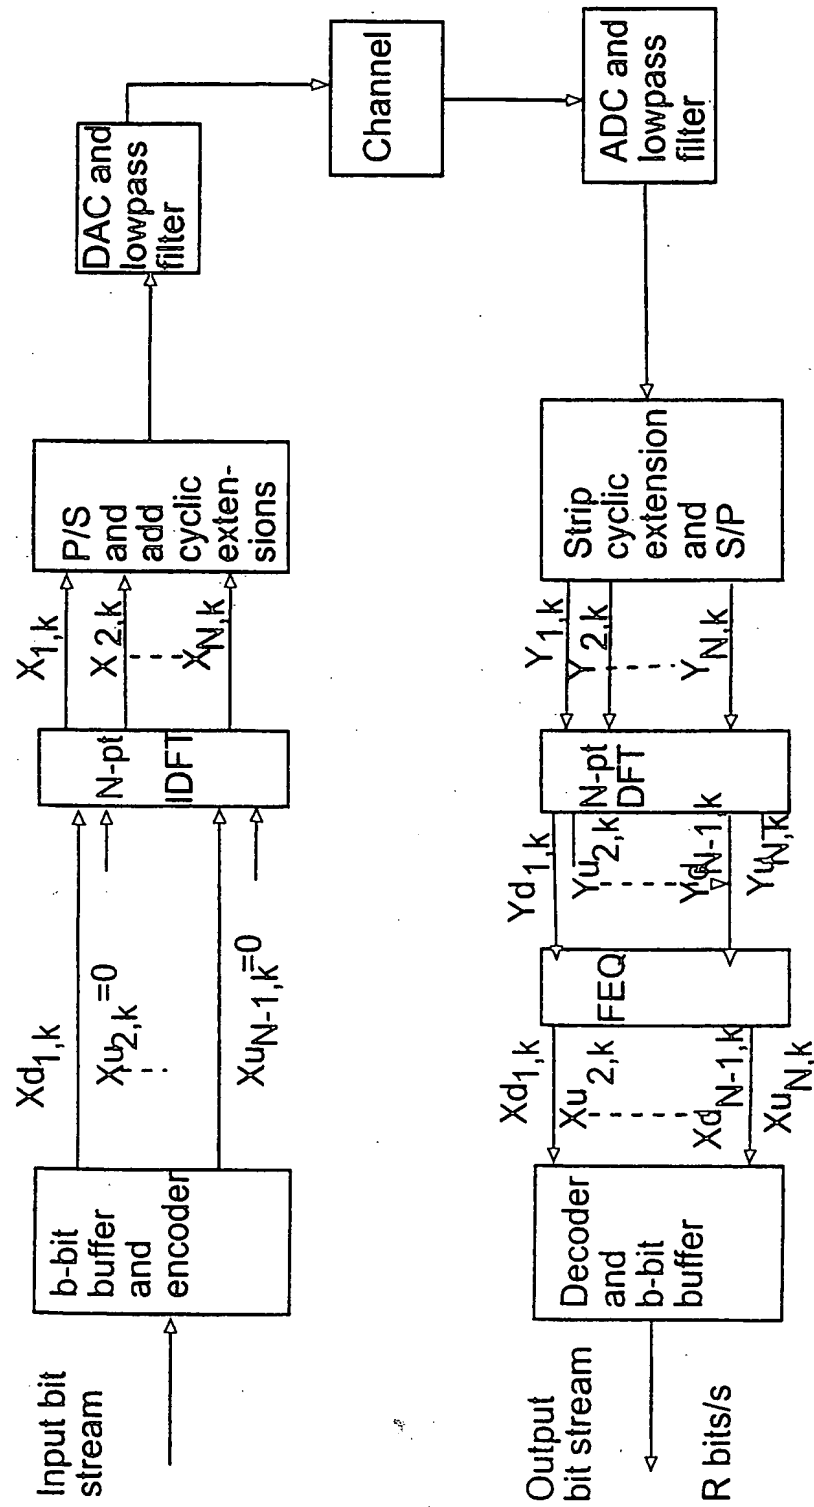 Input bit
stream
b-bit
buffer
and
encoder
Xd1,k
Xu2,k=0
XuN-1,k=0
N-pt
IDFT
X1,k
X2,k
XN,k
P/S
and
add
cyclic
exten-
sions
DAC and
lowpass
filter
Channel
ADC and
lowpass
filter
Strip
cyclic
extension
and
S/P
Y1,k
Y2,k
YN,k
N-pt
DFT
Yd1,k
Yu2,k
YdN-1,k
YuN,k
FEQ
Xd1,k
Xu2,k
XdN-1,k
XuN,k
Decoder
and
b-bit
buffer
Output
bit stream
R bits/s